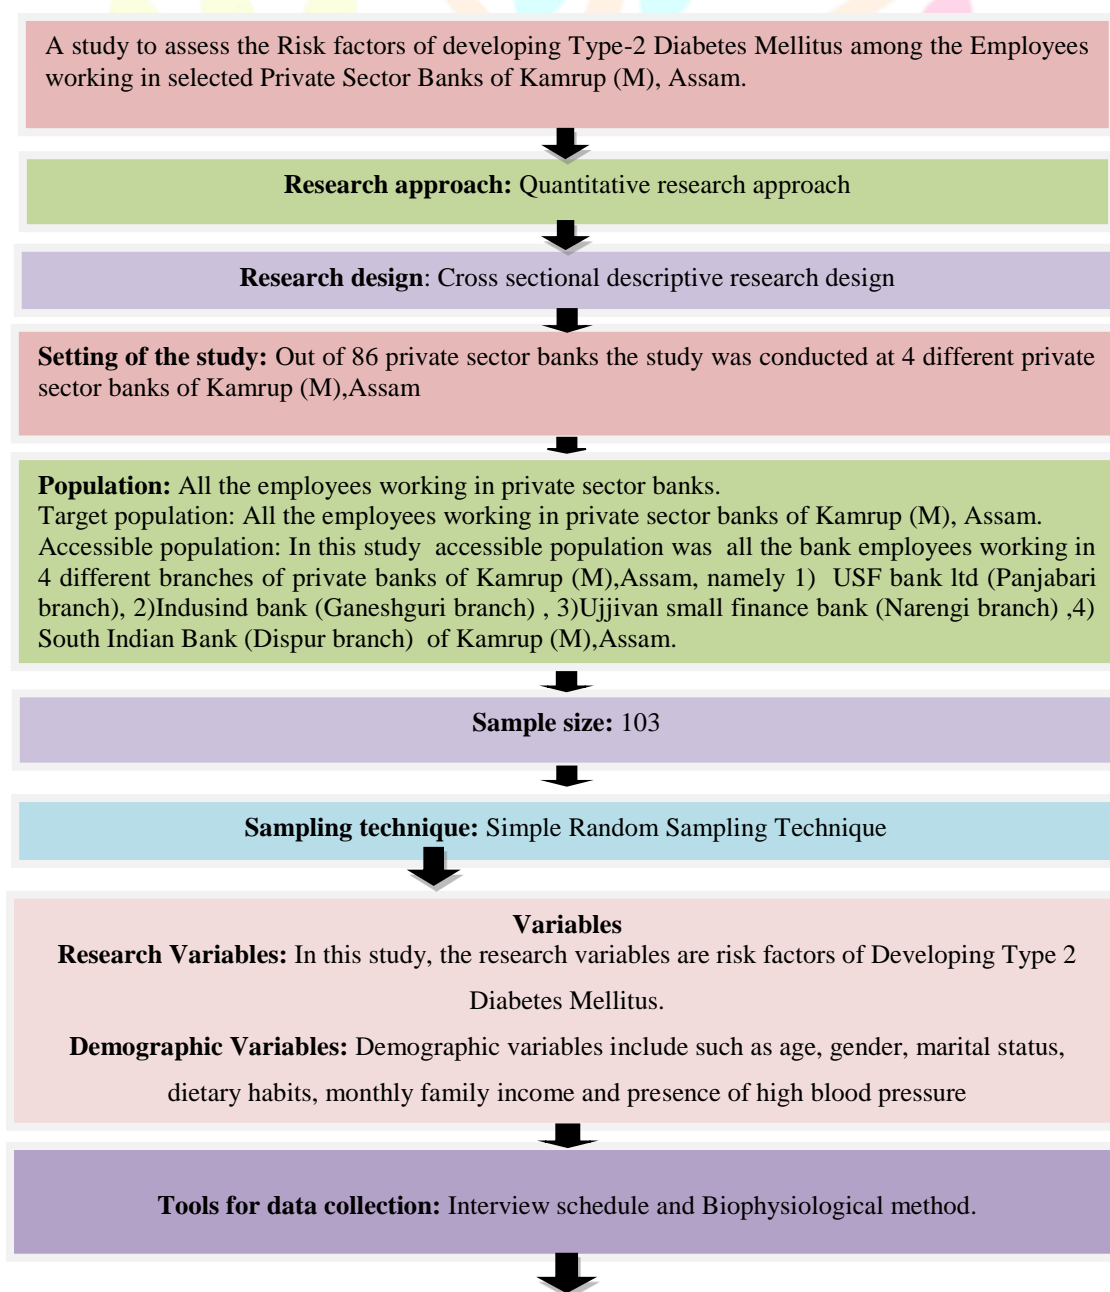 A study to assess the Risk factors of developing Type-2 Diabetes Mellitus among the Employees
working in selected Private Sector Banks of Kamrup (M), Assam.
Research approach: Quantitative research approach
Research design: Cross sectional descriptive research design
Setting of the study: Out of 86 private sector banks the study was conducted at 4 different private
sector banks of Kamrup (M),Assam
Population: All the employees working in private sector banks.
Target population: All the employees working in private sector banks of Kamrup (M), Assam.
Accessible population: In this study accessible population was all the bank employees working in
4 different branches of private banks of Kamrup (M),Assam, namely 1) USF bank ltd (Panjabari
branch), 2)Indusind bank (Ganeshguri branch) , 3)Ujjivan small finance bank (Narengi branch) ,4)
South Indian Bank (Dispur branch) of Kamrup (M),Assam.
Sample size: 103
Sampling technique: Simple Random Sampling Technique
Variables
Research Variables: In this study, the research variables are risk factors of Developing Type 2
Diabetes Mellitus.
Demographic Variables: Demographic variables include such as age, gender, marital status,
dietary habits, monthly family income and presence of high blood pressure
Tools for data collection: Interview schedule and Biophysiological method.